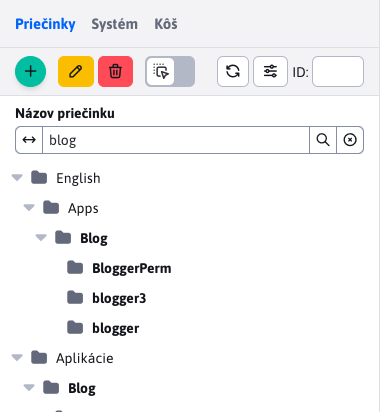 Priečinky Systém Kôš
ID:
Názov priečinku
blog
English
Apps
Blog
BloggerPerm
blogger3
blogger
Aplikácie
Blog